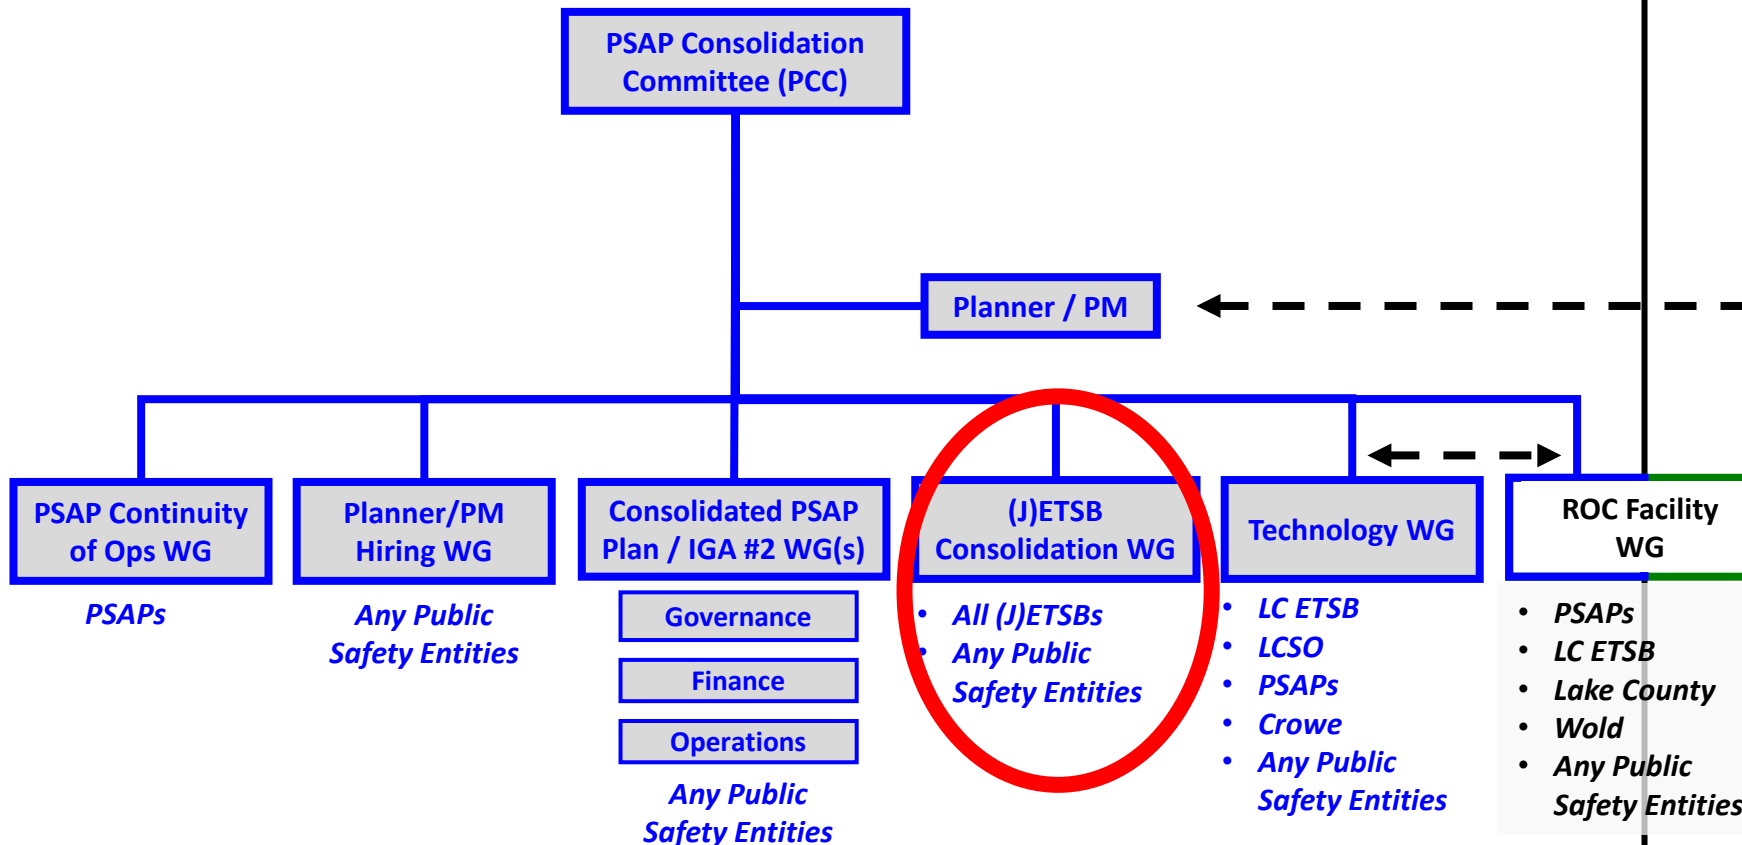 PSAP Consolidation
Committee (PCC)
Planner / PM
PSAP Continuity
of Ops WG
PSAPs
Planner/PM
Hiring WG
Any Public
Safety Entities
Consolidated PSAP
Plan / IGA #2 WG(s)
Governance
Finance
Operations
Any Public
Safety Entities
(J)ETSB
Consolidation WG
• All (J)ETSBs
• Any Public
Safety Entities
Technology WG
• LC ETSB
• LCSO
• PSAPs
• Crowe
• Any Public
Safety Entities
ROC Facility
WG
• PSAPs
• LC ETSB
• Lake County
• Wold
• Any Public
Safety Entities